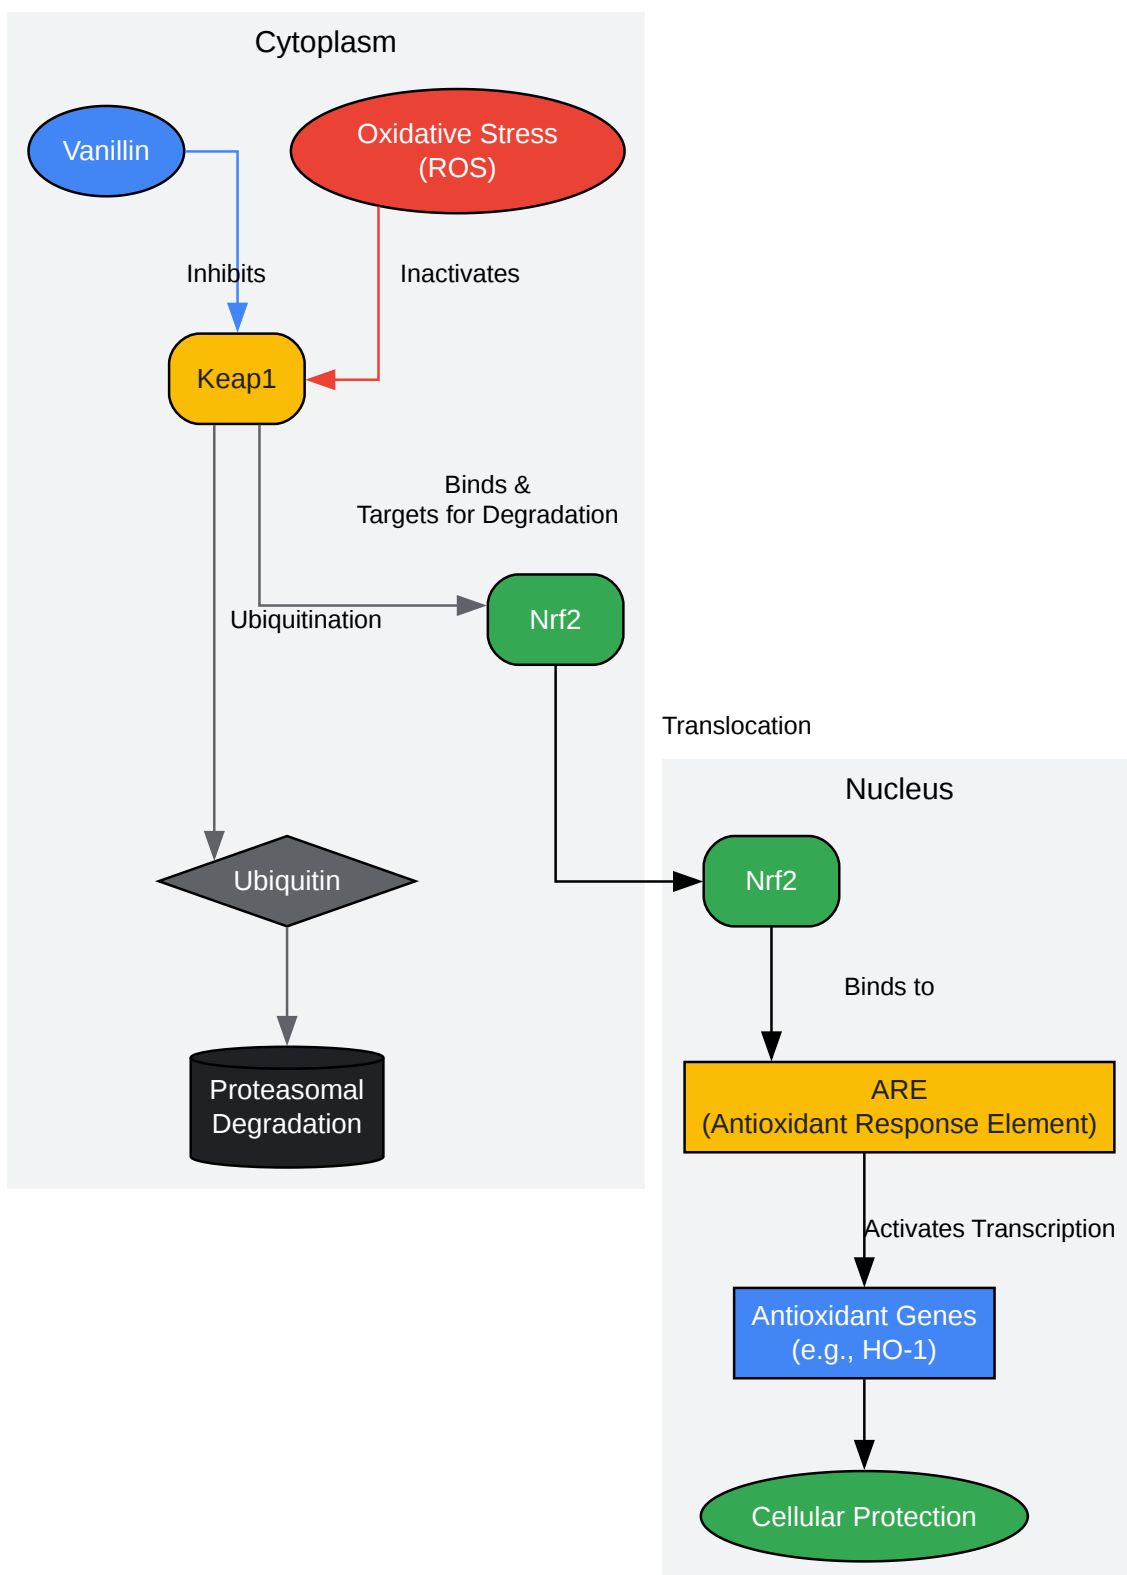 Cytoplasm
Vanillin
Oxidative Stress
(ROS)
Inhibits
Inactivates
Keap1
Binds &
Targets for Degradation
Ubiquitination
Nrf2
Translocation
Nucleus
Ubiquitin
Nrf2
Binds to
Proteasomal
Degradation
ARE
(Antioxidant Response Element)
Activates Transcription
Antioxidant Genes
(e.g., HO-1)
Cellular Protection